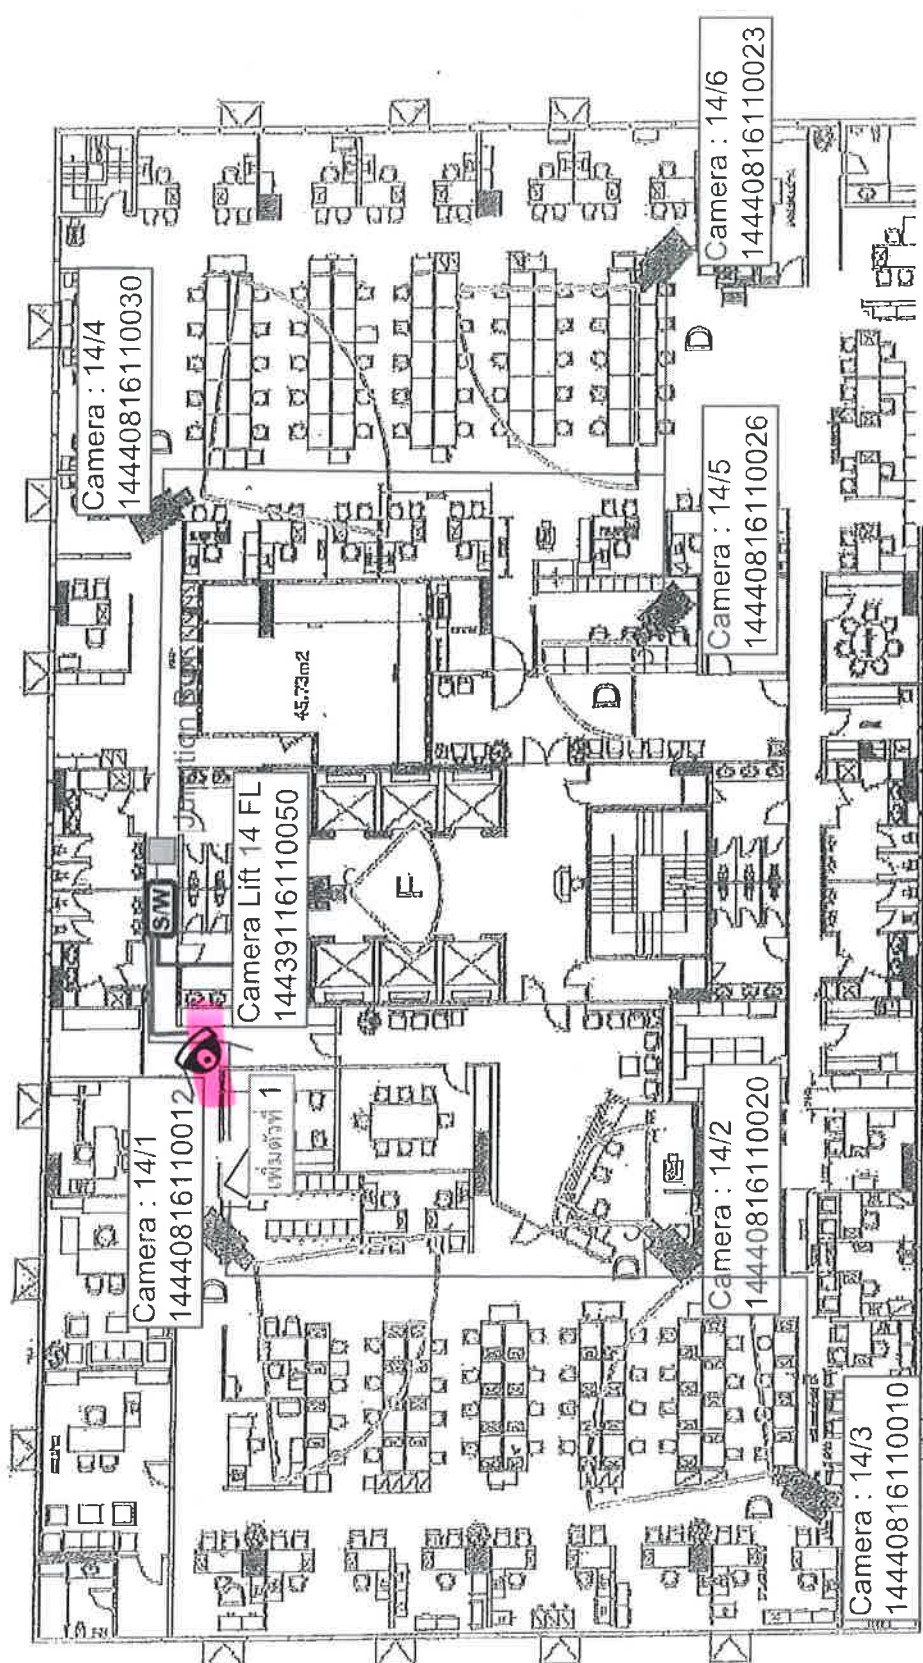 Camera : 14/4
14440816110030
Camera : 14/6
14440816110023
Camera : 14/5
14440816110026
45.73m2
Junction Box
S/W
Camera Lift 14 FL
14439116110050
F
Camera : 14/1
14440816110012
เพิ่มตัวที่ 1
Camera : 14/2
14440816110020
Camera : 14/3
14440816110010
D
D
D
D
D
D